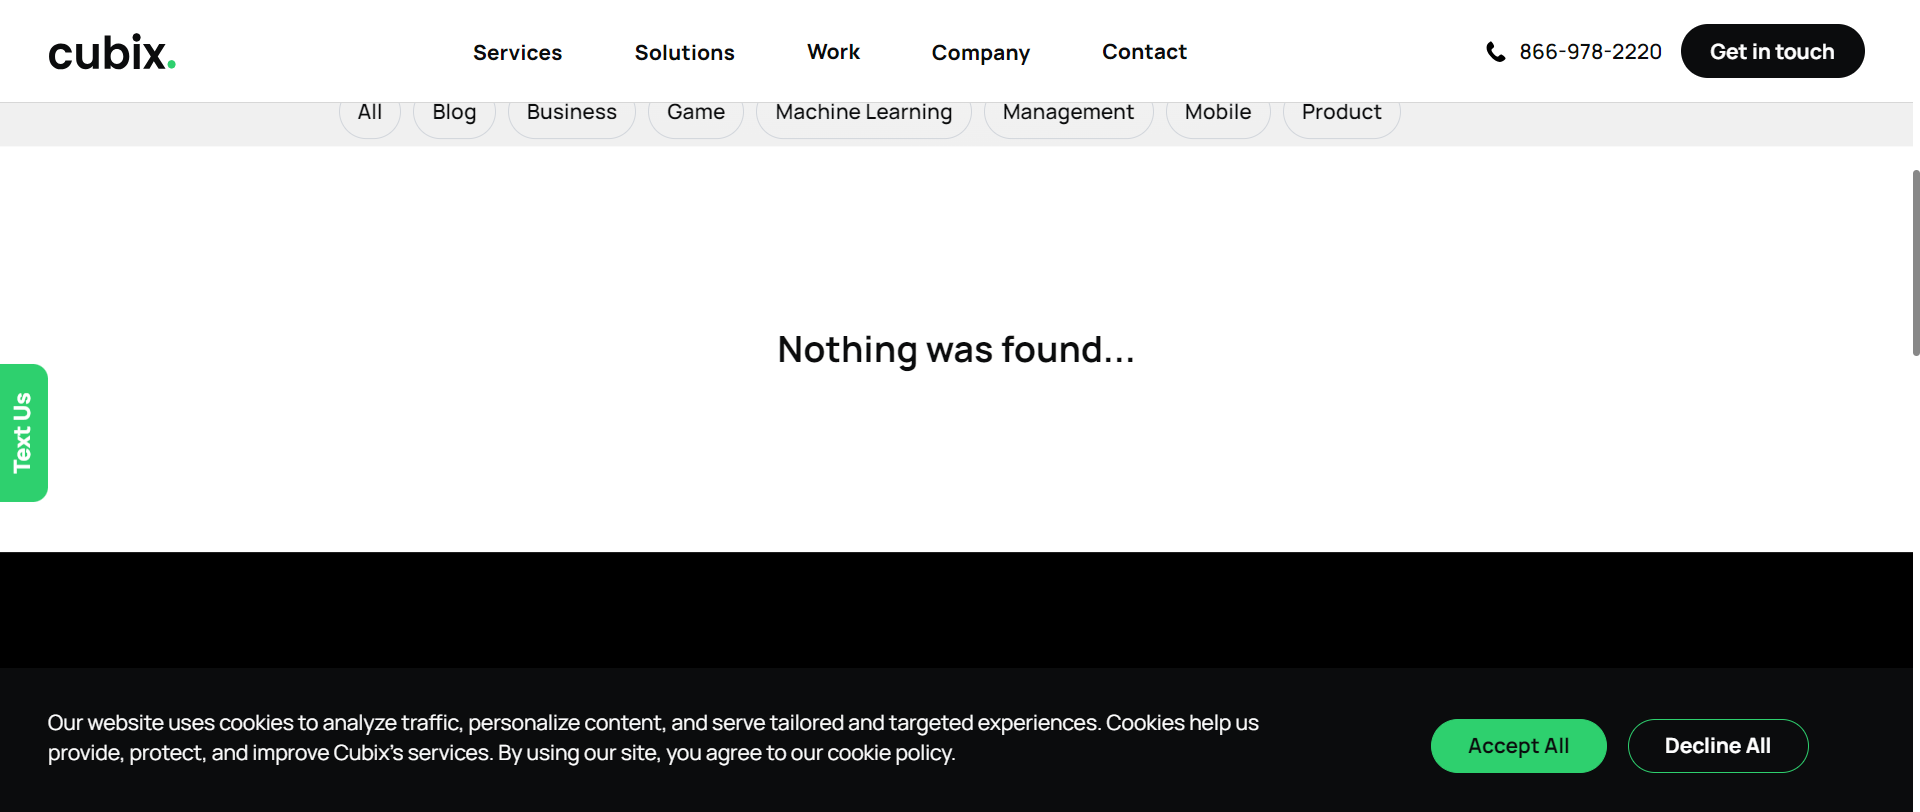 cubix.
Services
Solutions
Work
Company
Contact
866-978-2220
Get in touch
All
Blog
Business
Game
Machine Learning
Management
Mobile
Product
Nothing was found...
Text Us
Our website uses cookies to analyze traffic, personalize content, and serve tailored and targeted experiences. Cookies help us
provide, protect, and improve Cubix's services. By using our site, you agree to our cookie policy.
Accept All
Decline All